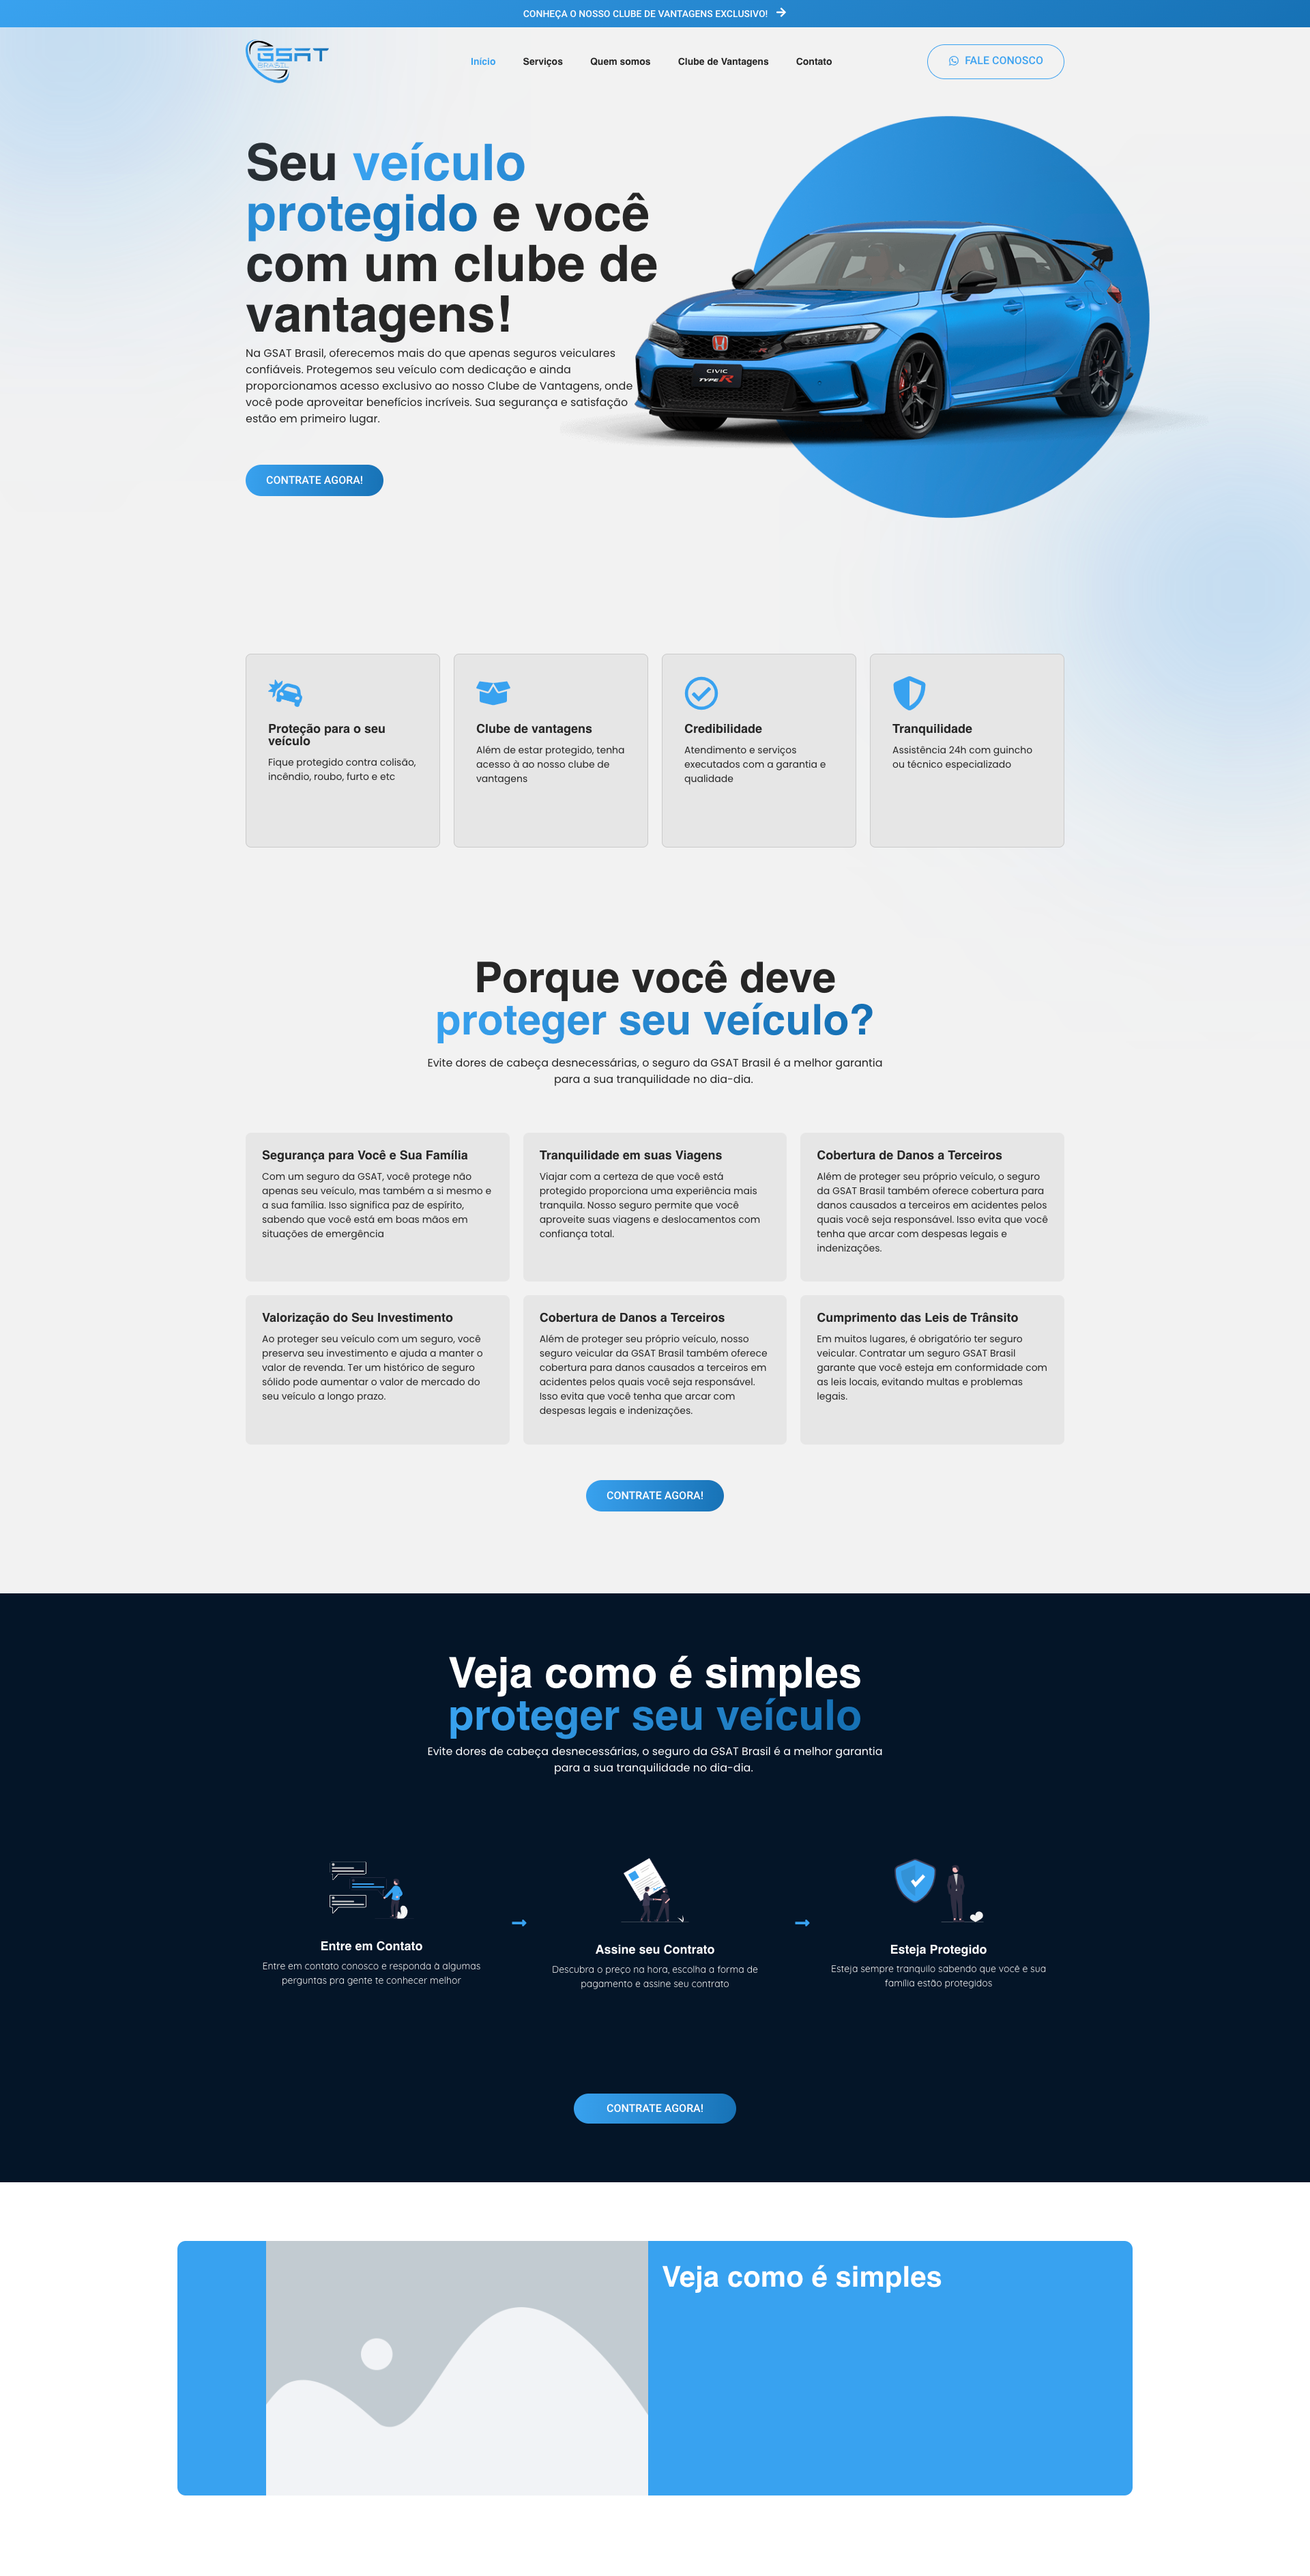 CONHEÇA O NOSSO CLUBE DE VANTAGENS EXCLUSIVO!
GSAT
BRASIL
Início
Serviços
Quem somos
Clube de Vantagens
Contato
FALE CONOSCO
Seu veículo
protegido e você
com um clube de
vantagens!
Na GSAT Brasil, oferecemos mais do que apenas seguros veiculares
confiáveis. Protegemos seu veículo com dedicação e ainda
proporcionamos acesso exclusivo ao nosso Clube de Vantagens, onde
você pode aproveitar benefícios incríveis. Sua segurança e satisfação
estão em primeiro lugar.
CIVIC
TYPE R
CONTRATE AGORA!
Proteção para o seu
veículo
Fique protegido contra colisão,
incêndio, roubo, furto e etc
Clube de vantagens
Além de estar protegido, tenha
acesso à ao nosso clube de
vantagens
Credibilidade
Atendimento e serviços
executados com a garantia e
qualidade
Tranquilidade
Assistência 24h com guincho
ou técnico especializado
Porque você deve
proteger seu veículo?
Evite dores de cabeça desnecessárias, o seguro da GSAT Brasil é a melhor garantia
para a sua tranquilidade no dia-dia.
Segurança para Você e Sua Família
Com um seguro da GSAT, você protege não
apenas seu veículo, mas também a si mesmo e
a sua família. Isso significa paz de espírito,
sabendo que você está em boas mãos em
situações de emergência
Tranquilidade em suas Viagens
Viajar com a certeza de que você está
protegido proporciona uma experiência mais
tranquila. Nosso seguro permite que você
aproveite suas viagens e deslocamentos com
confiança total.
Cobertura de Danos a Terceiros
Além de proteger seu próprio veículo, o seguro
da GSAT Brasil também oferece cobertura para
danos causados a terceiros em acidentes pelos
quais você seja responsável. Isso evita que você
tenha que arcar com despesas legais e
indenizações.
Valorização do Seu Investimento
Ao proteger seu veículo com um seguro, você
preserva seu investimento e ajuda a manter o
valor de revenda. Ter um histórico de seguro
sólido pode aumentar o valor de mercado do
seu veículo a longo prazo.
Cobertura de Danos a Terceiros
Além de proteger seu próprio veículo, nosso
seguro veicular da GSAT Brasil também oferece
cobertura para danos causados a terceiros em
acidentes pelos quais você seja responsável.
Isso evita que você tenha que arcar com
despesas legais e indenizações.
Cumprimento das Leis de Trânsito
Em muitos lugares, é obrigatório ter seguro
veicular. Contratar um seguro GSAT Brasil
garante que você esteja em conformidade com
as leis locais, evitando multas e problemas
legais.
CONTRATE AGORA!
Veja como é simples
proteger seu veículo
Evite dores de cabeça desnecessárias, o seguro da GSAT Brasil é a melhor garantia
para a sua tranquilidade no dia-dia.
Entre em Contato
Entre em contato conosco e responda à algumas
perguntas pra gente te conhecer melhor
Assine seu Contrato
Descubra o preço na hora, escolha a forma de
pagamento e assine seu contrato
Esteja Protegido
Esteja sempre tranquilo sabendo que você e sua
família estão protegidos
CONTRATE AGORA!
Veja como é simples